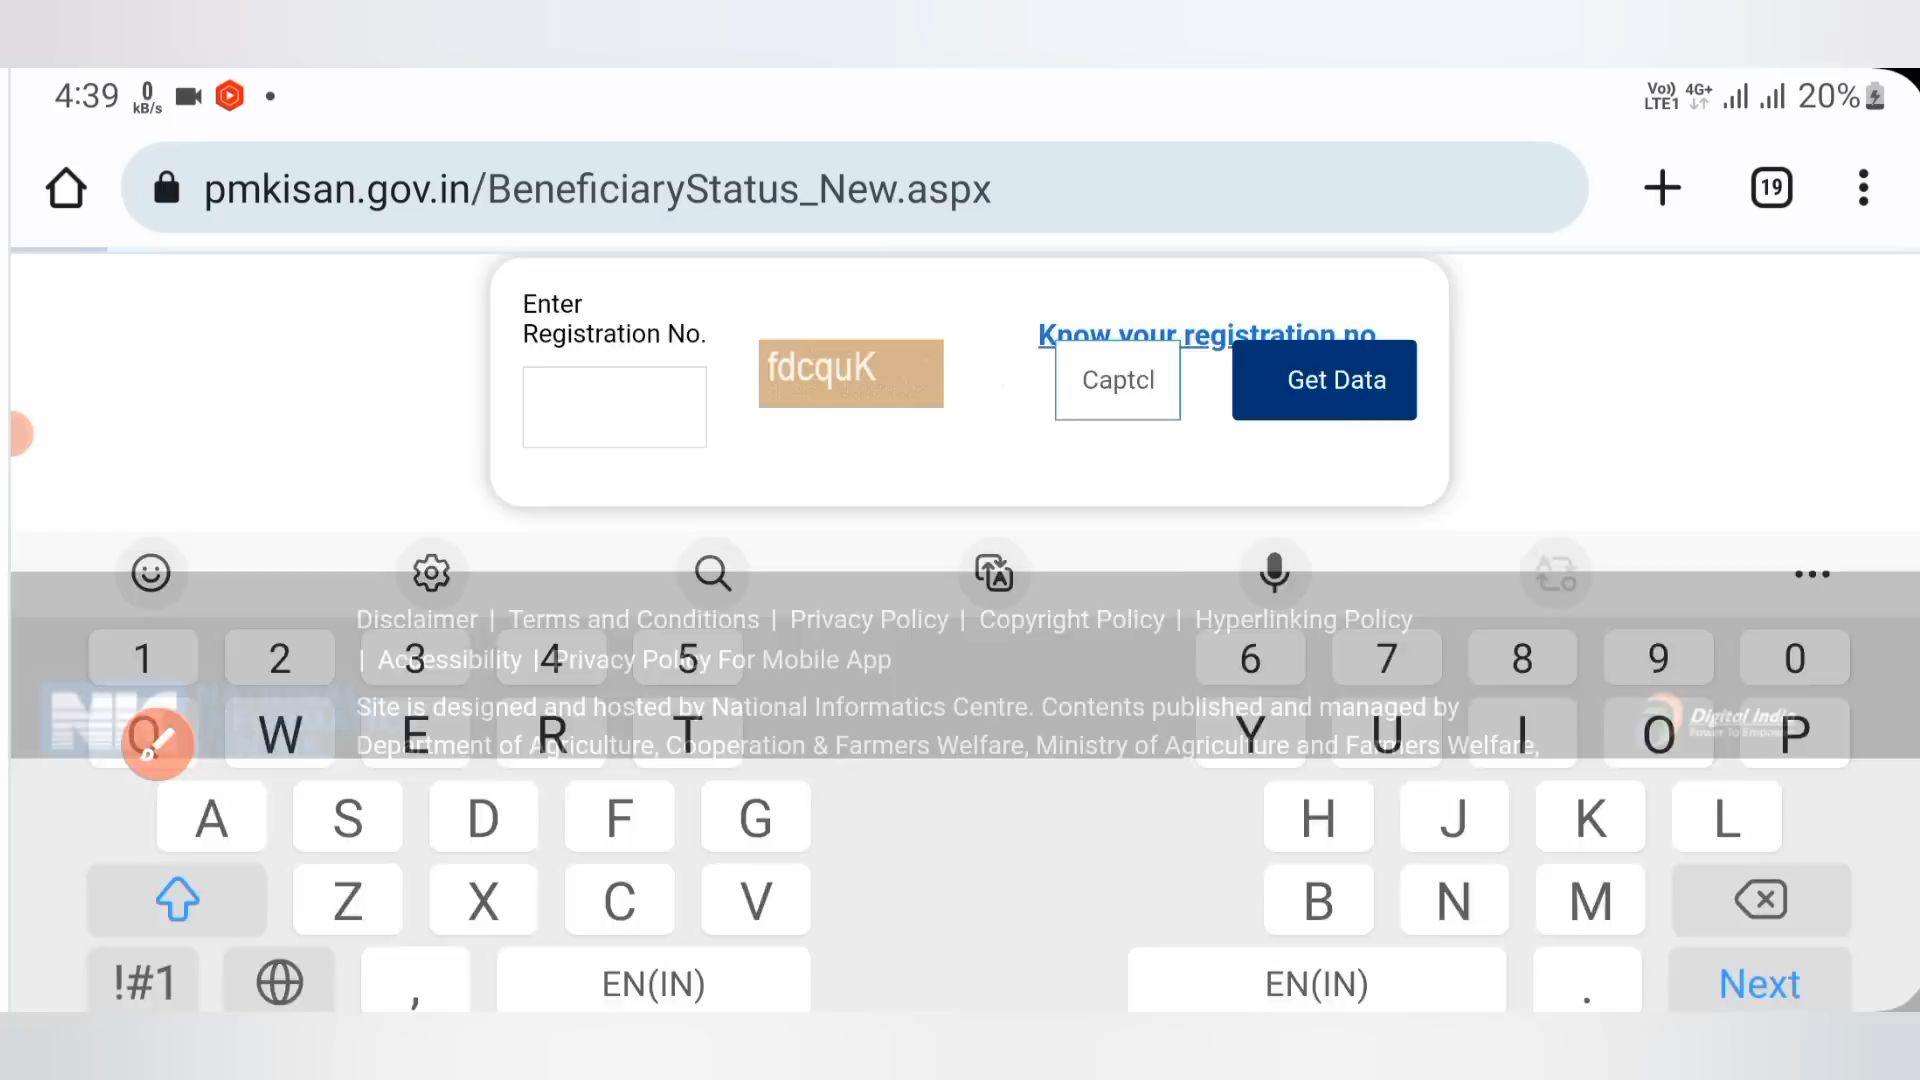 4:39
0
kB/s
Vo)) 4G+
LTE1
20%
pmkisan.gov.in/BeneficiaryStatus_New.aspx
19
Enter
Registration No.
Know your registration no
fdcquK
Captcl
Get Data
Disclaimer | Terms and Conditions | Privacy Policy | Copyright Policy | Hyperlinking Policy
1 2 3 4 5 6 7 8 9 0
| Accessibility | Privacy Policy For Mobile App
Site is designed and hosted by National Informatics Centre. Contents published and managed by
Digital India
Power To Empower
Q W E R T Y U I O P
Department of Agriculture, Cooperation & Farmers Welfare, Ministry of Agriculture and Farmers Welfare,
A S D F G H J K L
Z X C V B N M
!#1 , EN(IN) EN(IN) . Next